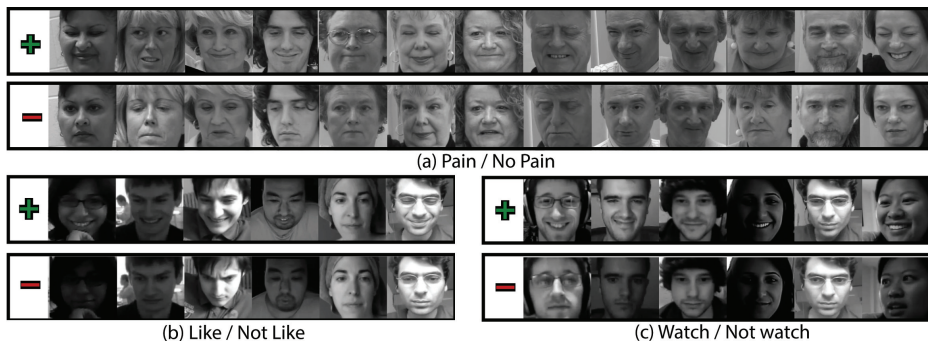 (a) Pain / No Pain
(b) Like / Not Like
(c) Watch / Not watch